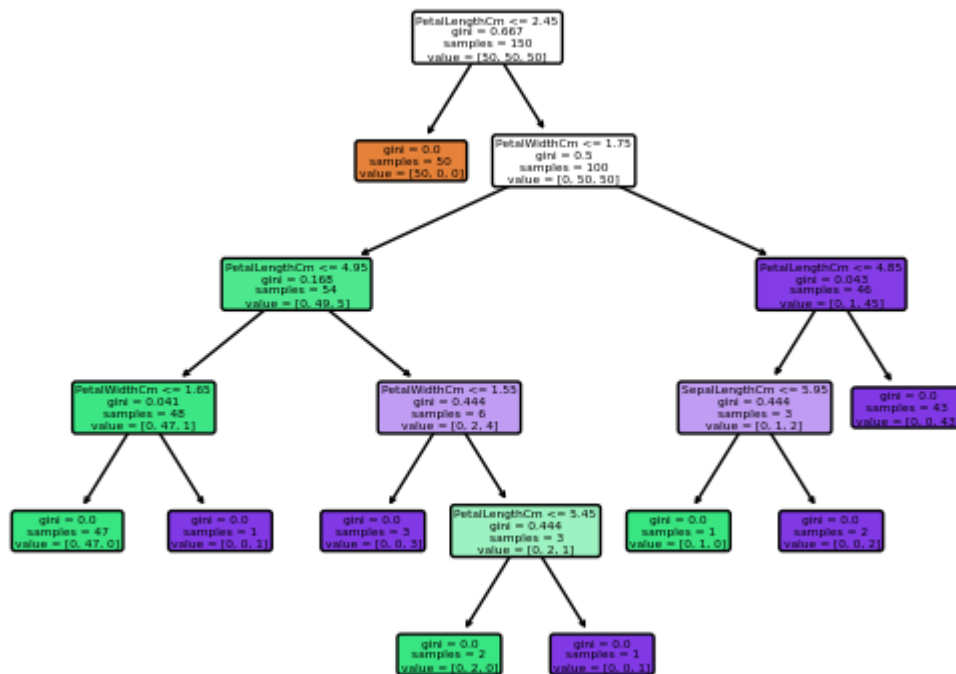 PetalLengthCm <= 2.45
gini = 0.667
samples = 150
value = [50, 50, 50]
gini = 0.0
samples = 50
value = [50, 0, 0]
PetalWidthCm <= 1.75
gini = 0.5
samples = 100
value = [0, 50, 50]
PetalLengthCm <= 4.95
gini = 0.168
samples = 54
value = [0, 49, 5]
PetalLengthCm <= 4.85
gini = 0.043
samples = 46
value = [0, 1, 45]
PetalWidthCm <= 1.65
gini = 0.041
samples = 48
value = [0, 47, 1]
PetalWidthCm <= 1.55
gini = 0.444
samples = 6
value = [0, 2, 4]
SepalLengthCm <= 5.95
gini = 0.444
samples = 3
value = [0, 1, 2]
gini = 0.0
samples = 43
value = [0, 0, 43]
gini = 0.0
samples = 47
value = [0, 47, 0]
gini = 0.0
samples = 1
value = [0, 0, 1]
gini = 0.0
samples = 3
value = [0, 0, 3]
PetalLengthCm <= 5.45
gini = 0.444
samples = 3
value = [0, 2, 1]
gini = 0.0
samples = 1
value = [0, 1, 0]
gini = 0.0
samples = 2
value = [0, 0, 2]
gini = 0.0
samples = 2
value = [0, 2, 0]
gini = 0.0
samples = 1
value = [0, 0, 1]